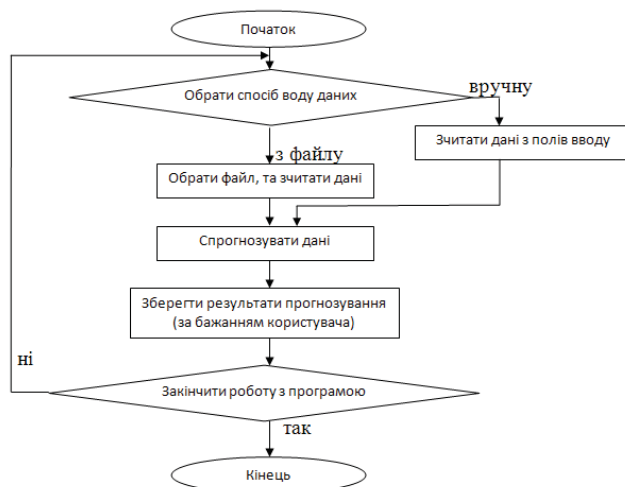 Початок
Обрати спосіб воду даних
вручну
Зчитати дані з полів вводу
з файлу
Обрати файл, та зчитати дані
Спрогнозувати дані
Зберегти результати прогнозування
(за бажанням користувача)
ні
Закінчити роботу з програмою
так
Кінець